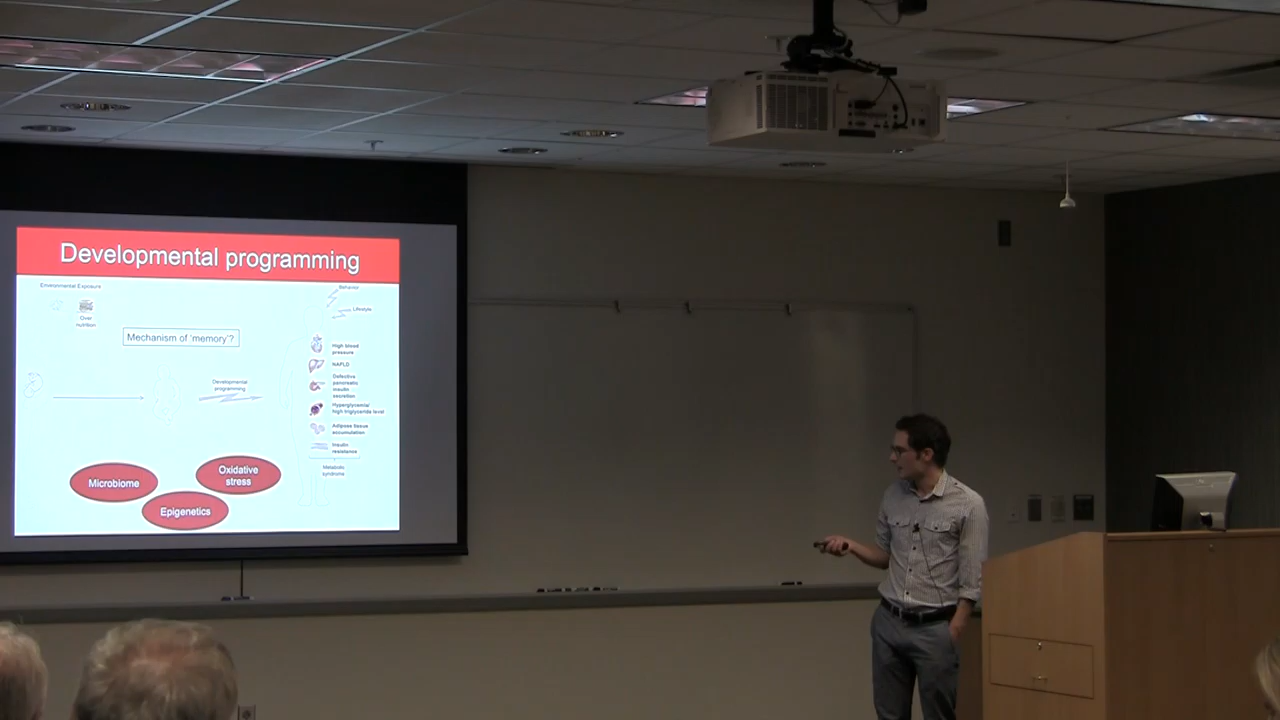 Developmental programming
Environmental Exposure
Over
nutrition
Mechanism of 'memory'?
Behavior
Lifestyle
High blood
pressure
NAFLD
Defective
pancreatic
insulin
secretion
Hyperglycemia/
high triglyceride level
Adipose tissue
accumulation
Insulin
resistance
Metabolic
syndrome
Developmental
programming
Microbiome
Oxidative
stress
Epigenetics